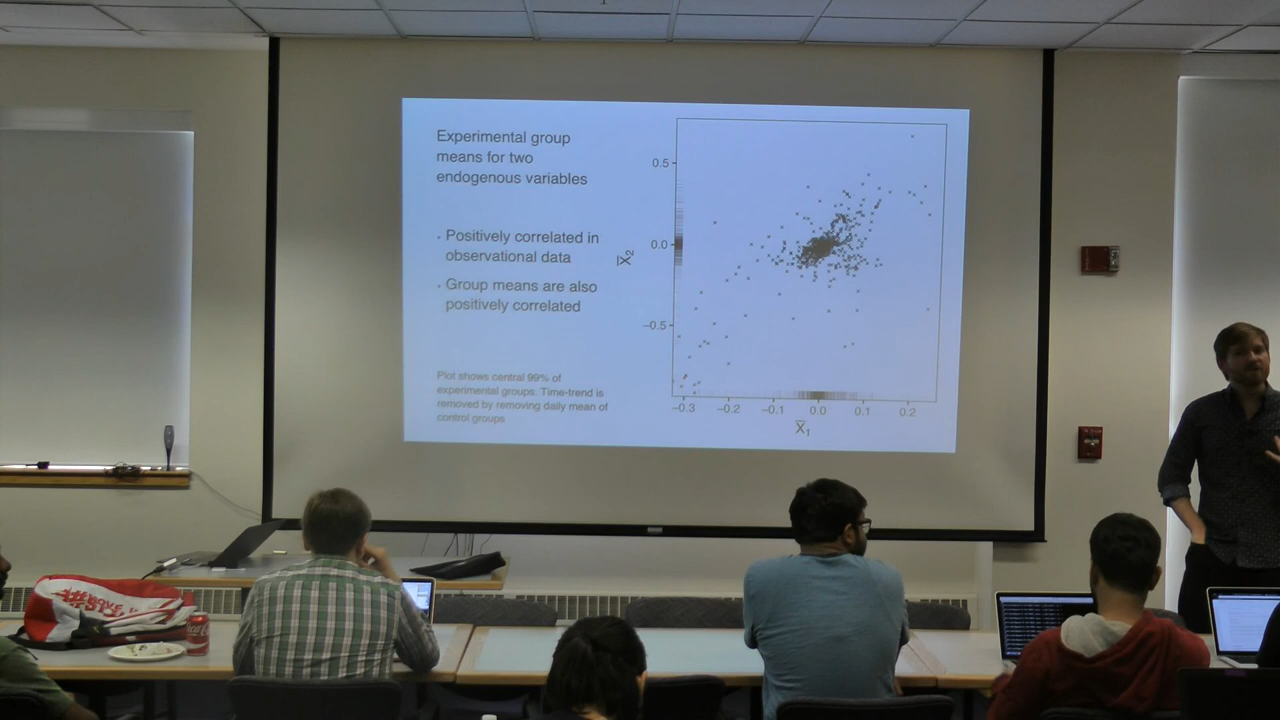 Experimental group
means for two
endogenous variables
Positively correlated in
observational data
Group means are also
positively correlated
Plot shows central 99% of
experimental groups. Time-trend is
removed by removing daily mean of
control groups
0.5
0.0
−0.5
X̅2
−0.3 −0.2 −0.1 0.0 0.1 0.2
X̅1